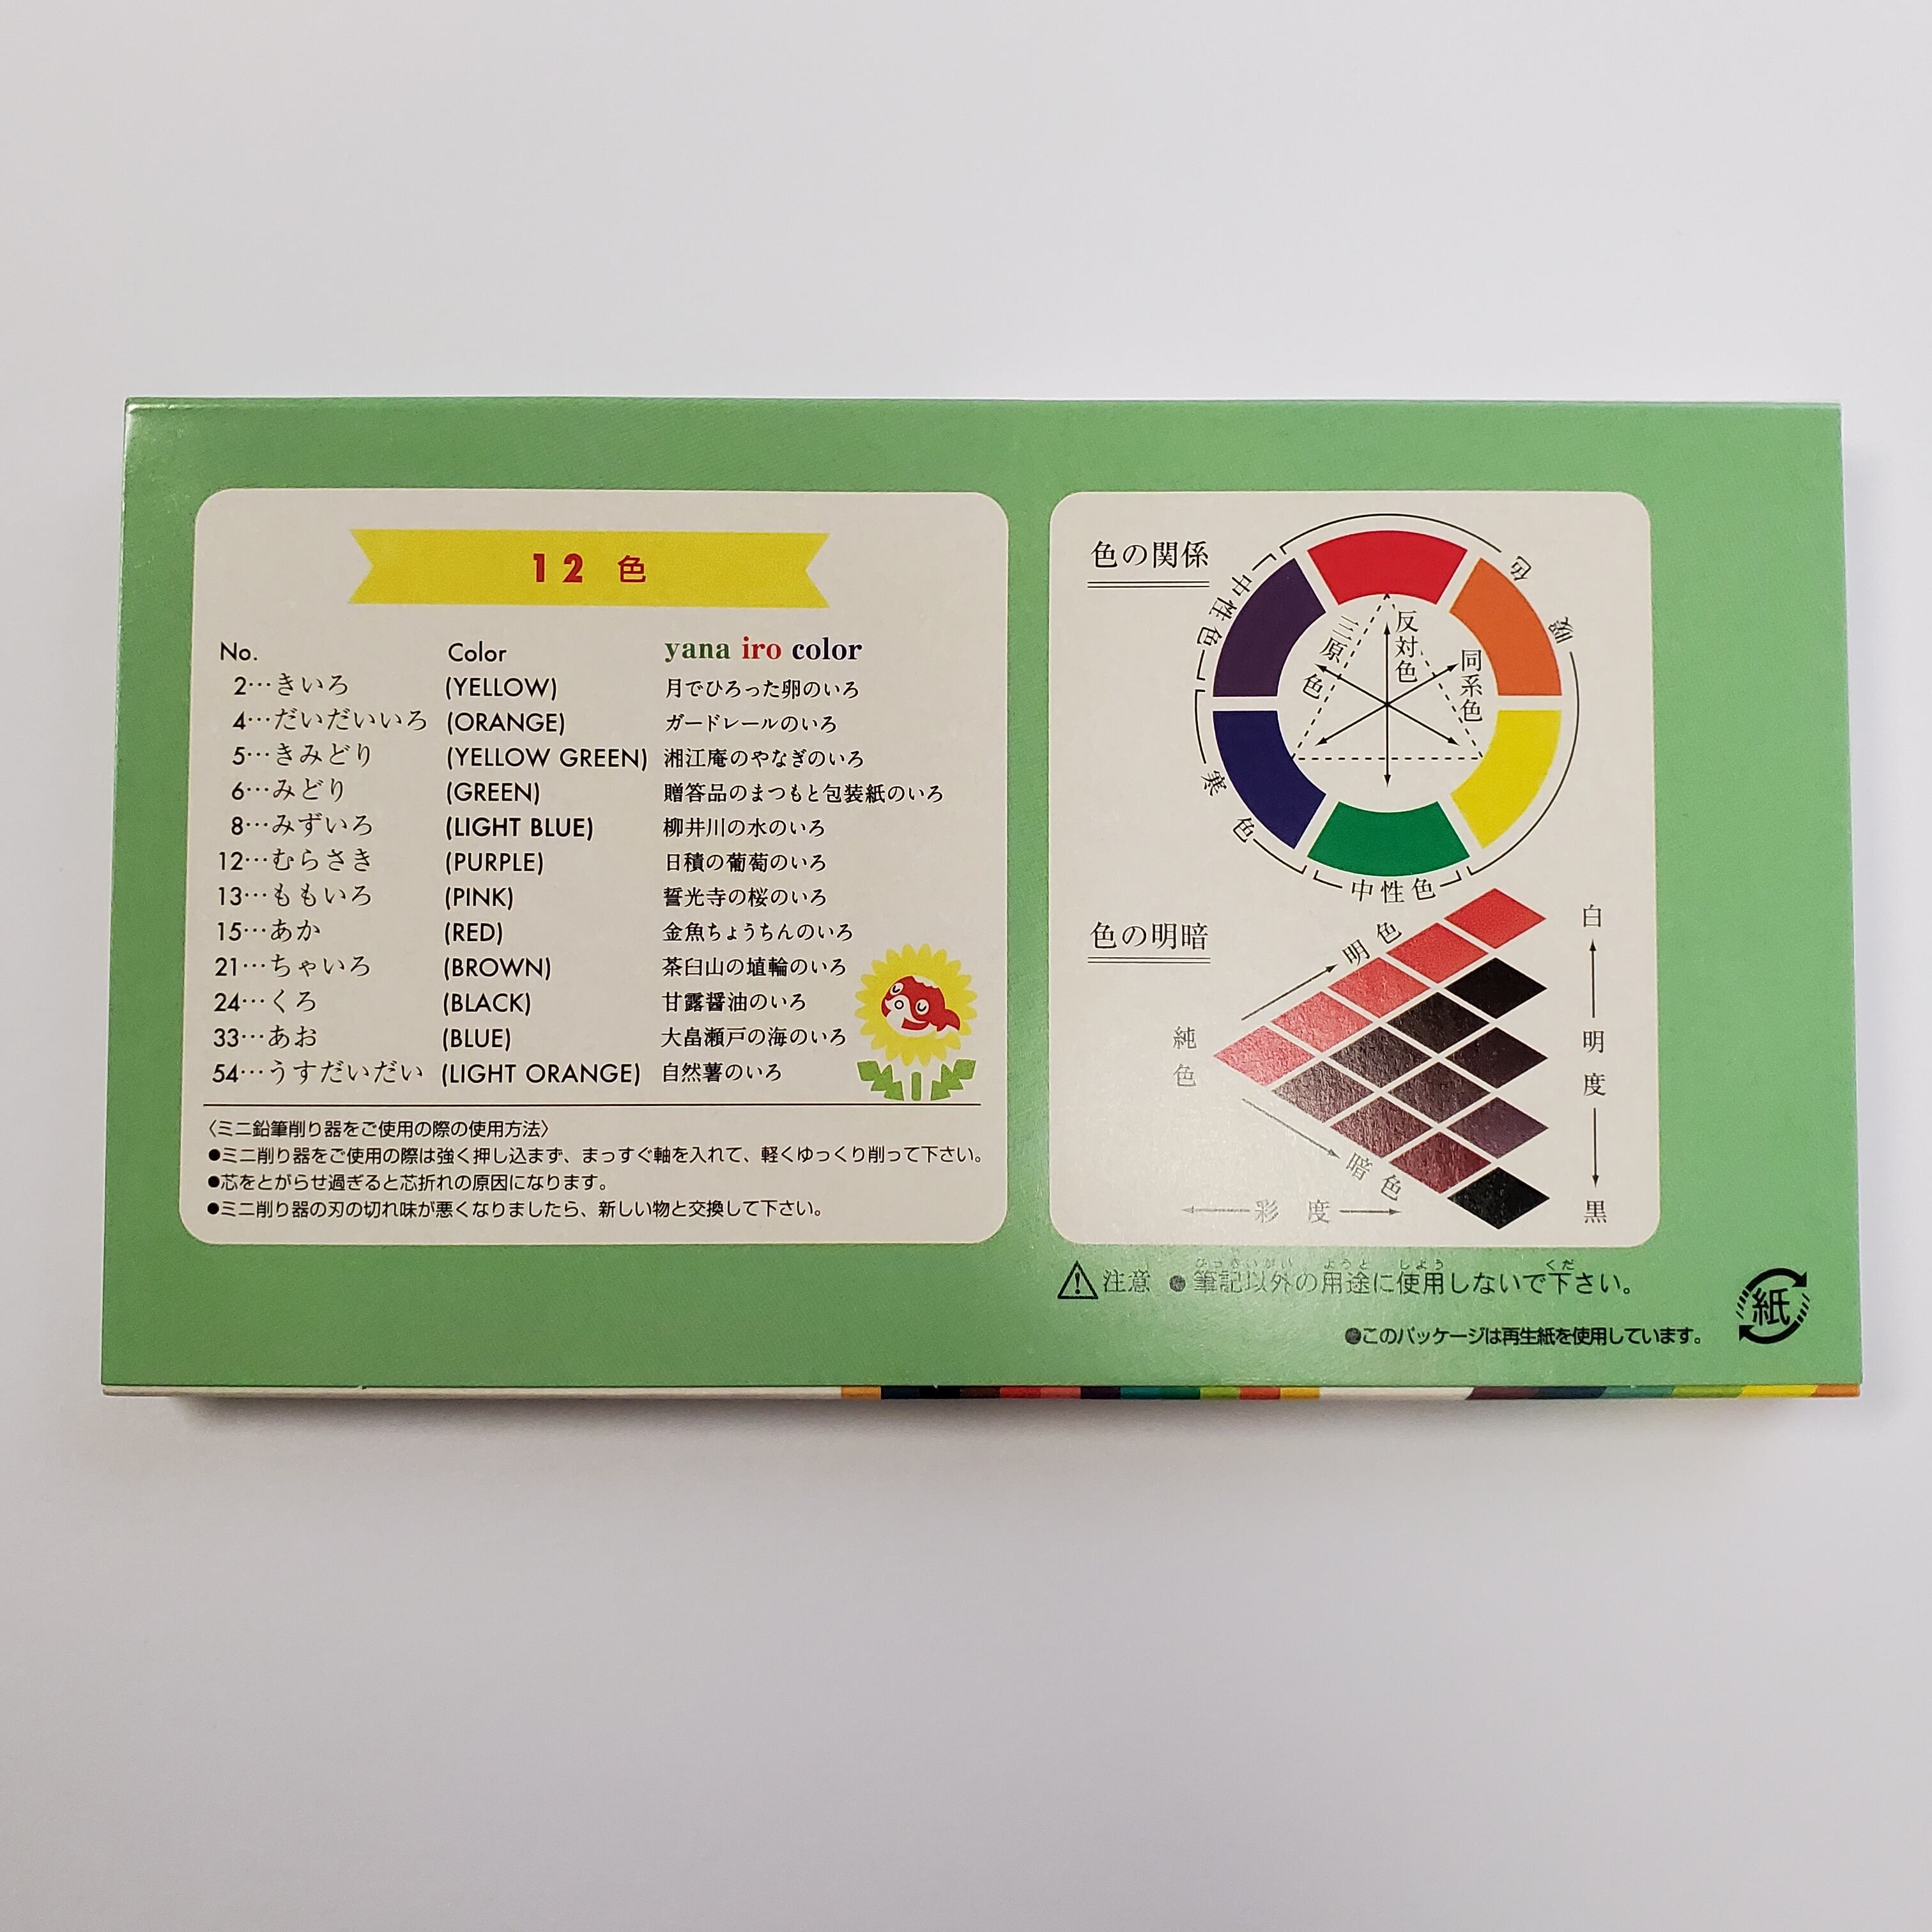 12 色
No. Color yana iro color
2…きいろ (YELLOW) 月でひろった卵のいろ
4…だいだいいろ (ORANGE) ガードレールのいろ
5…きみどり (YELLOW GREEN) 湘江庵のやなぎのいろ
6…みどり (GREEN) 贈答品のまつもと包装紙のいろ
8…みずいろ (LIGHT BLUE) 柳井川の水のいろ
12…むらさき (PURPLE) 日積の葡萄のいろ
13…ももいろ (PINK) 誓光寺の桜のいろ
15…あか (RED) 金魚ちょうちんのいろ
21…ちゃいろ (BROWN) 茶臼山の埴輪のいろ
24…くろ (BLACK) 甘露醤油のいろ
33…あお (BLUE) 大畠瀬戸の海のいろ
54…うすだいだい (LIGHT ORANGE) 自然薯のいろ
〈ミニ鉛筆削り器をご使用の際の使用方法〉
●ミニ削り器をご使用の際は強く押し込まず、まっすぐ軸を入れて、軽くゆっくり削って下さい。
●芯をとがらせ過ぎると芯折れの原因になります。
●ミニ削り器の刃の切れ味が悪くなりましたら、新しい物と交換して下さい。
色の関係
暖色
中性色
寒色
中性色
三原色
反対色
同系色
色の明暗
明色
純色
暗色
彩度
白
明度
黒
注意 ●筆記以外の用途に使用しないで下さい。
●このパッケージは再生紙を使用しています。
紙